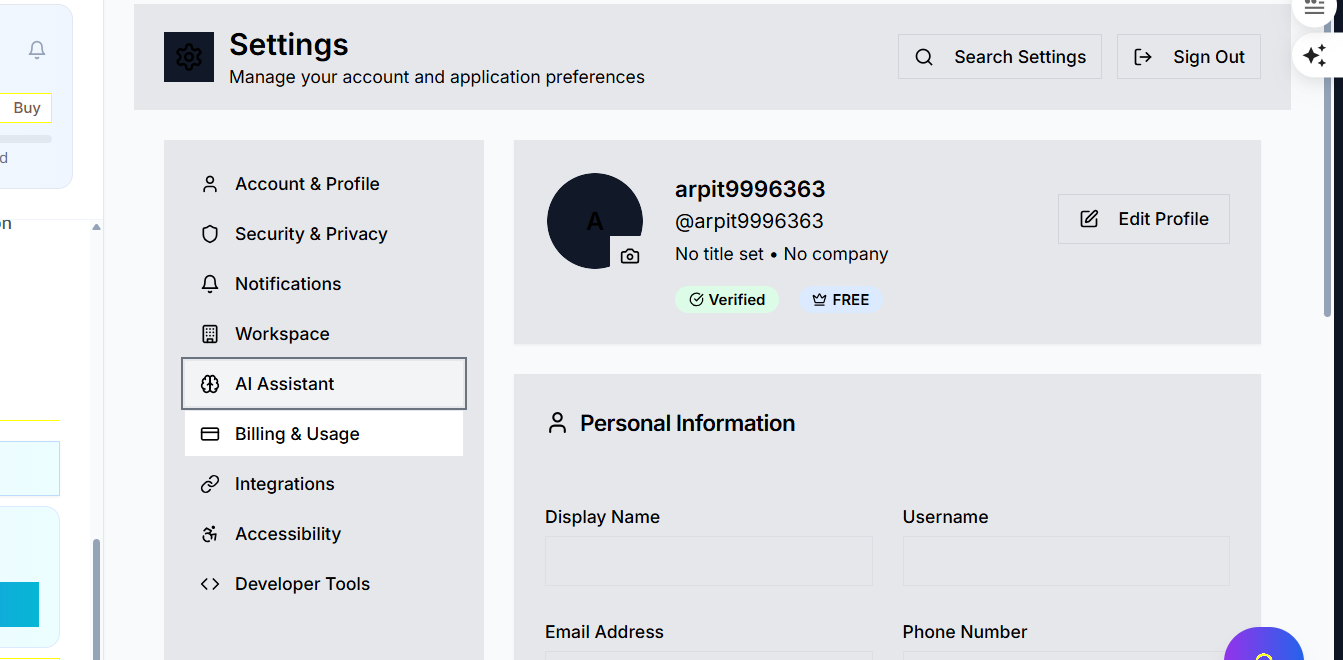 Settings
Manage your account and application preferences
Search Settings
Sign Out
Buy
d
on
Account & Profile
Security & Privacy
Notifications
Workspace
AI Assistant
Billing & Usage
Integrations
Accessibility
Developer Tools
A
arpit9996363
@arpit9996363
No title set • No company
Verified
FREE
Edit Profile
Personal Information
Display Name
Username
Email Address
Phone Number